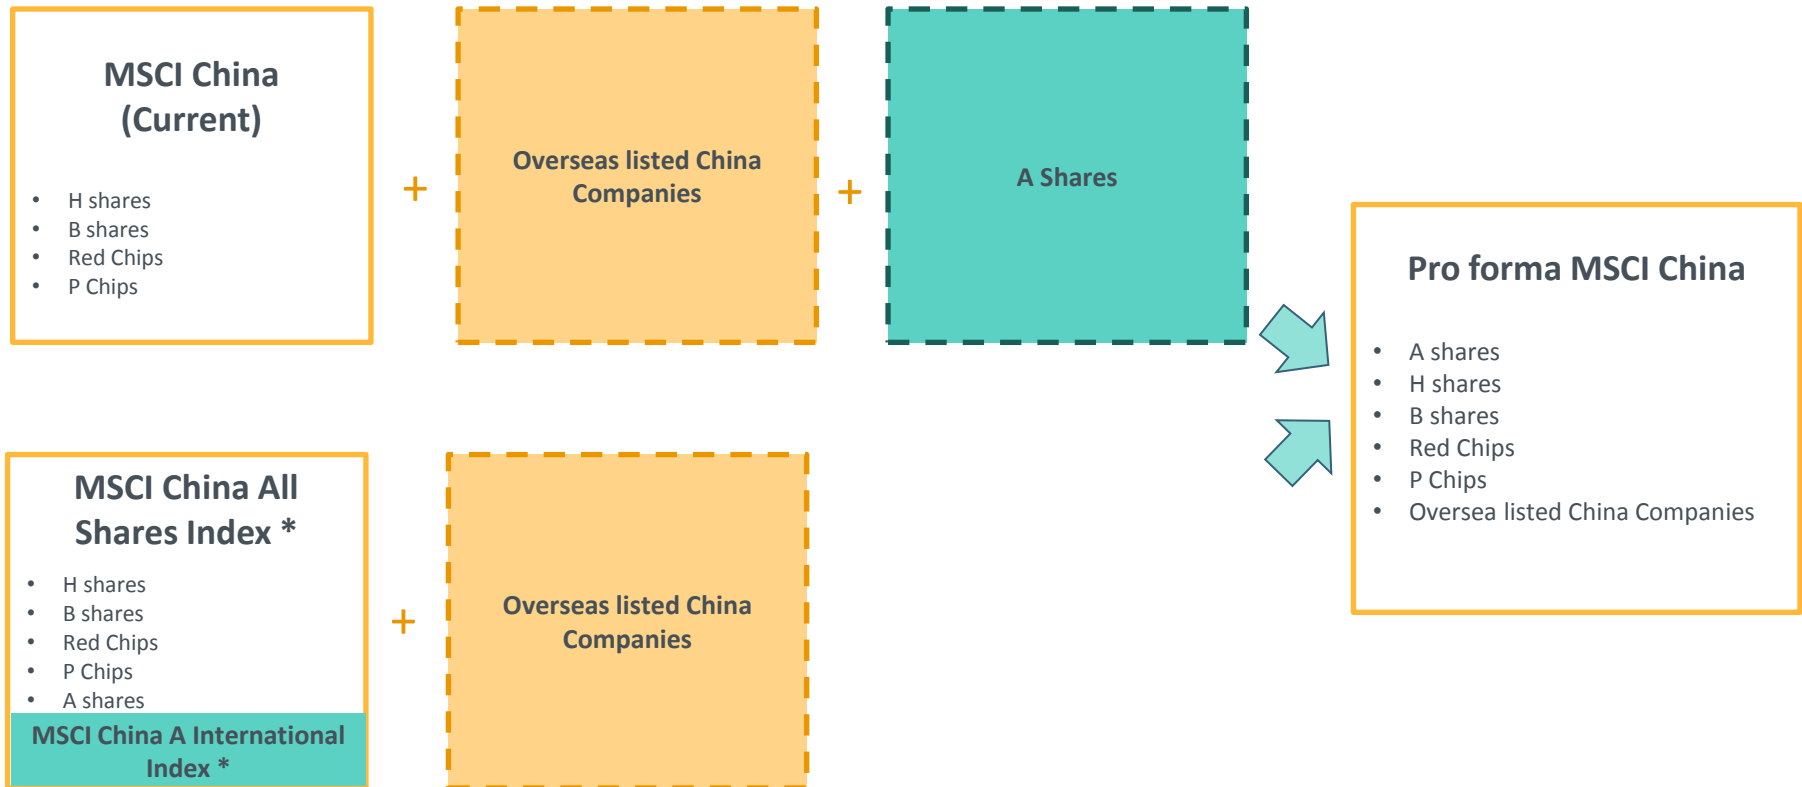 MSCI China
(Current)
• H shares
• B shares
• Red Chips
• P Chips
+
Overseas listed China
Companies
+
A Shares
Pro forma MSCI China
• A shares
• H shares
• B shares
• Red Chips
• P Chips
• Oversea listed China Companies
MSCI China All
Shares Index *
• H shares
• B shares
• Red Chips
• P Chips
• A shares
MSCI China A International
Index *
+
Overseas listed China
Companies